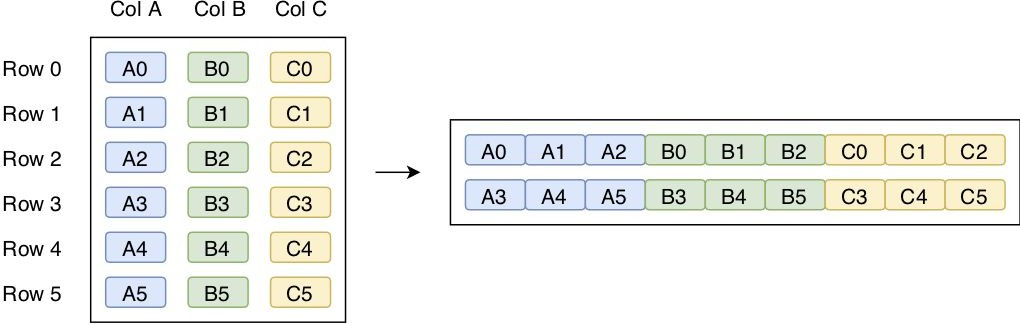 Col A Col B Col C
Row 0 A0 B0 C0
Row 1 A1 B1 C1
Row 2 A2 B2 C2
Row 3 A3 B3 C3
Row 4 A4 B4 C4
Row 5 A5 B5 C5
A0 A1 A2 B0 B1 B2 C0 C1 C2
A3 A4 A5 B3 B4 B5 C3 C4 C5